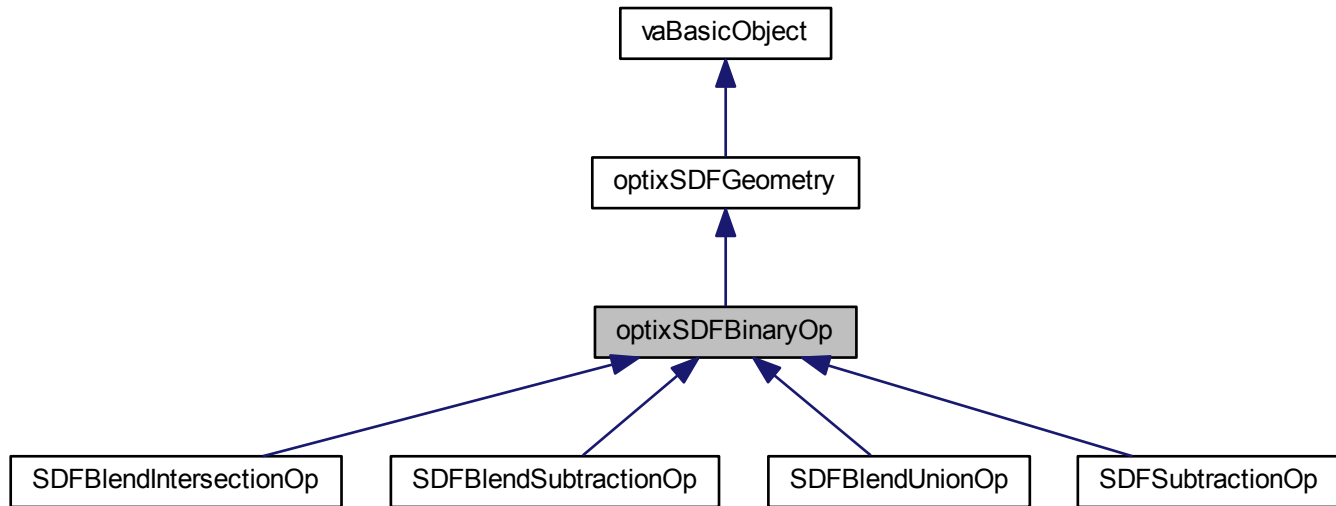 vaBasicObject
optixSDFGeometry
optixSDFBinaryOp
SDFBlendIntersectionOp
SDFBlendSubtractionOp
SDFBlendUnionOp
SDFSubtractionOp